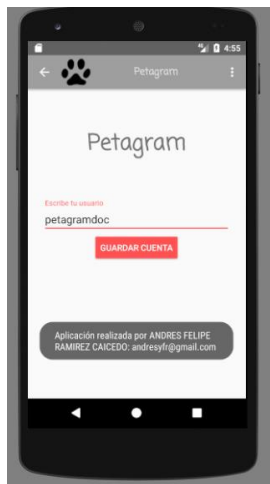 4:55
Petagram
Petagram
Escribe tu usuario
petagramdoc
GUARDAR CUENTA
Aplicación realizada por ANDRES FELIPE
RAMIREZ CAICEDO: andresyfr@gmail.com